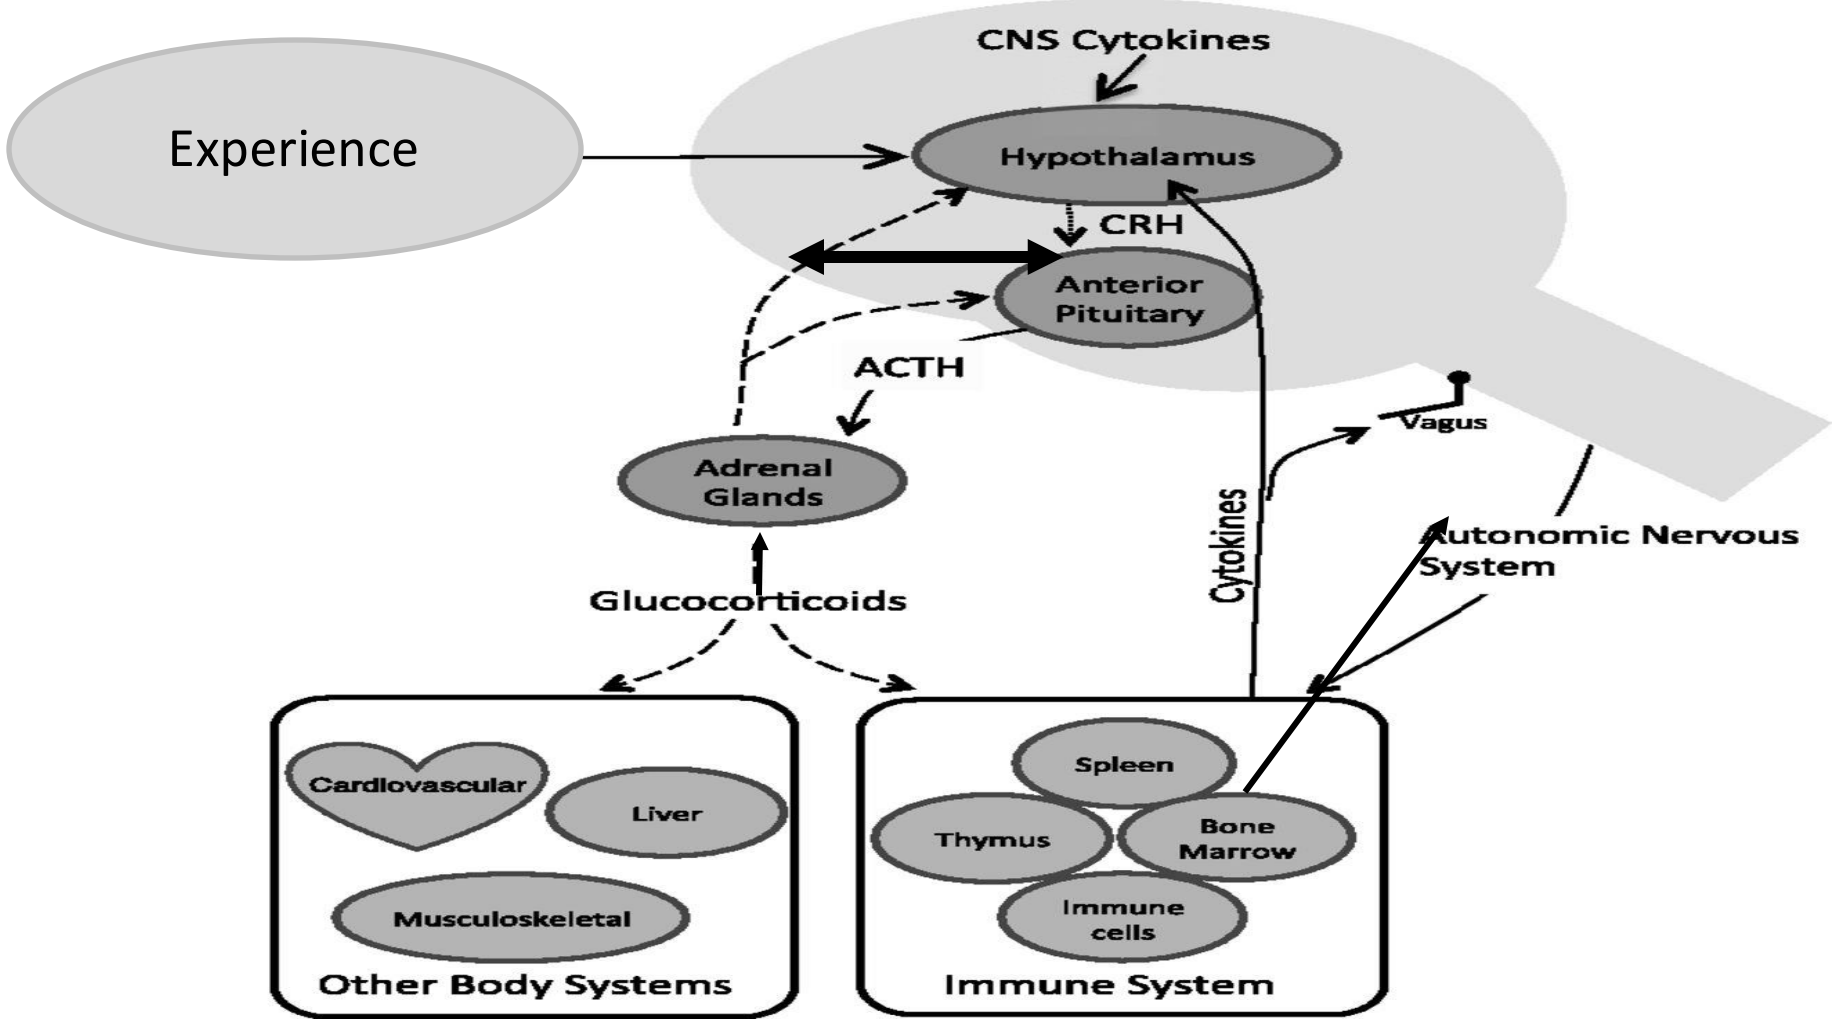 CNS Cytokines
Experience
Hypothalamus
CRH
Anterior
Pituitary
ACTH
Vagus
Adrenal
Glands
Cytokines
Autonomic Nervous
System
Glucocorticoids
Cardiovascular
Liver
Musculoskeletal
Other Body Systems
Spleen
Thymus
Bone
Marrow
Immune
cells
Immune System